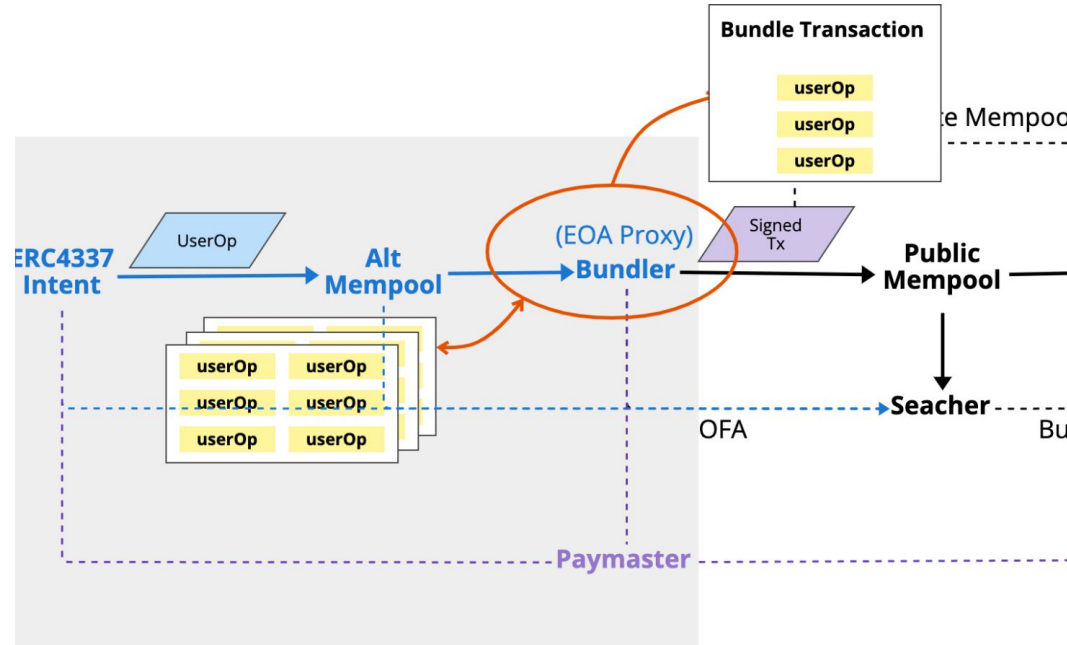 Bundle Transaction
userOp
userOp
userOp
te Mempoo
UserOp
Signed
Tx
(EOA Proxy)
Bundler
ERC4337
Intent
Alt
Mempool
Public
Mempool
userOp userOp
userOp userOp
userOp userOp
Seacher
OFA
Bu
Paymaster